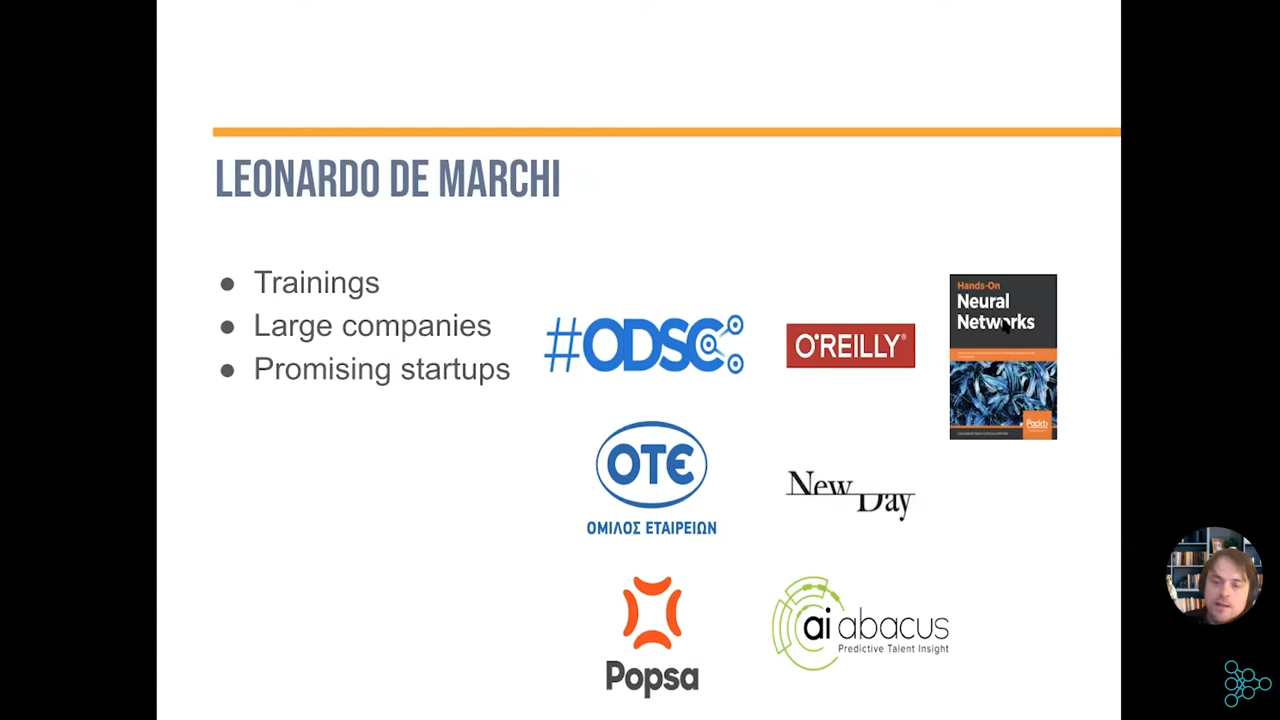 LEONARDO DE MARCHI
● Trainings
● Large companies
● Promising startups
#ODSC
O'REILLY®
Hands-On
Neural
Networks
Packt
OTE
ΟΜΙΛΟΣ ΕΤΑΙΡΕΙΩΝ
New
Day
Popsa
ai abacus
Predictive Talent Insight